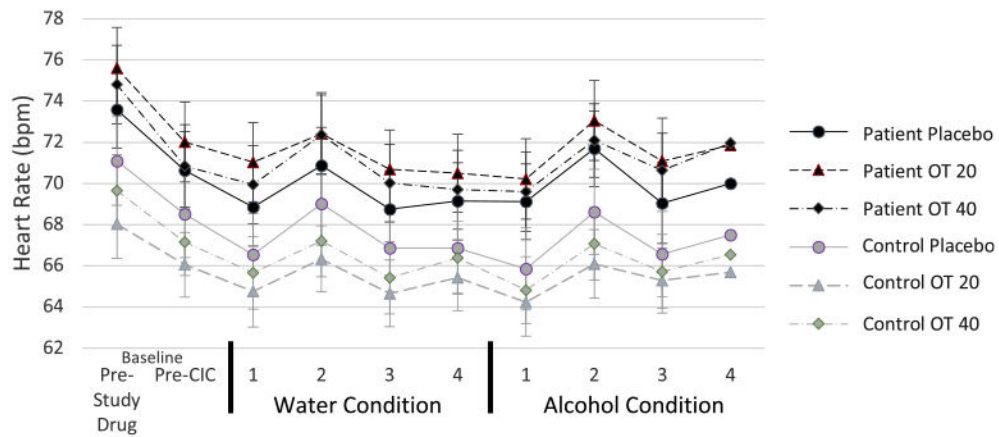 78
76
74
72
70
68
66
64
62
Heart Rate (bpm)
Baseline
Pre-Study Drug
Pre-CIC
1 2 3 4
Water Condition
1 2 3 4
Alcohol Condition
Patient Placebo
Patient OT 20
Patient OT 40
Control Placebo
Control OT 20
Control OT 40